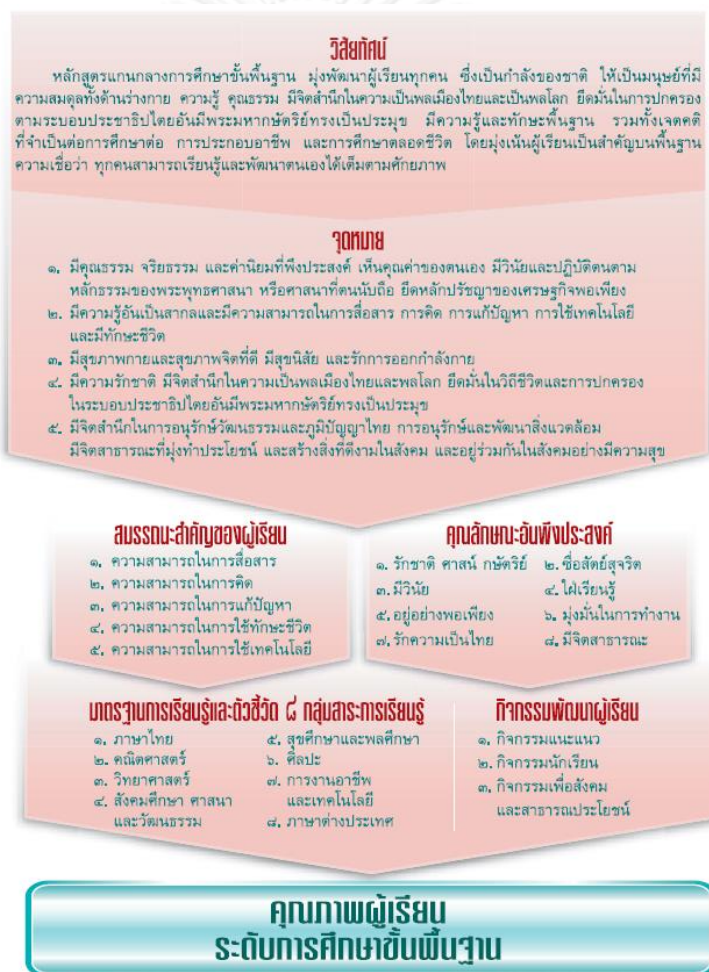 วิสัยทัศน์
หลักสูตรแกนกลางการศึกษาขั้นพื้นฐาน มุ่งพัฒนาผู้เรียนทุกคน ซึ่งเป็นกำลังของชาติ ให้เป็นมนุษย์ที่มี
ความสมดุลทั้งด้านร่างกาย ความรู้ คุณธรรม มีจิตสำนึกในความเป็นพลเมืองไทยและเป็นพลโลก ยึดมั่นในการปกครอง
ตามระบอบประชาธิปไตยอันมีพระมหากษัตริย์ทรงเป็นประมุข มีความรู้และทักษะพื้นฐาน รวมทั้งเจตคติ
ที่จำเป็นต่อการศึกษาต่อ การประกอบอาชีพ และการศึกษาตลอดชีวิต โดยมุ่งเน้นผู้เรียนเป็นสำคัญบนพื้นฐาน
ความเชื่อว่า ทุกคนสามารถเรียนรู้และพัฒนาตนเองได้เต็มตามศักยภาพ
จุดหมาย
๑. มีคุณธรรม จริยธรรม และค่านิยมที่พึงประสงค์ เห็นคุณค่าของตนเอง มีวินัยและปฏิบัติตนตาม
หลักธรรมของพระพุทธศาสนา หรือศาสนาที่ตนนับถือ ยึดหลักปรัชญาของเศรษฐกิจพอเพียง
๒. มีความรู้อันเป็นสากลและมีความสามารถในการสื่อสาร การคิด การแก้ปัญหา การใช้เทคโนโลยี
และมีทักษะชีวิต
๓. มีสุขภาพกายและสุขภาพจิตที่ดี มีสุขนิสัย และรักการออกกำลังกาย
๔. มีความรักชาติ มีจิตสำนึกในความเป็นพลเมืองไทยและพลโลก ยึดมั่นในวิถีชีวิตและการปกครอง
ในระบอบประชาธิปไตยอันมีพระมหากษัตริย์ทรงเป็นประมุข
๕. มีจิตสำนึกในการอนุรักษ์วัฒนธรรมและภูมิปัญญาไทย การอนุรักษ์และพัฒนาสิ่งแวดล้อม
มีจิตสาธารณะที่มุ่งทำประโยชน์ และสร้างสิ่งที่ดีงามในสังคม และอยู่ร่วมกันในสังคมอย่างมีความสุข
สมรรถนะสำคัญของผู้เรียน
๑. ความสามารถในการสื่อสาร
๒. ความสามารถในการคิด
๓. ความสามารถในการแก้ปัญหา
๔. ความสามารถในการใช้ทักษะชีวิต
๕. ความสามารถในการใช้เทคโนโลยี
คุณลักษณะอันพึงประสงค์
๑. รักชาติ ศาสน์ กษัตริย์ ๒. ซื่อสัตย์สุจริต
๓. มีวินัย ๔. ใฝ่เรียนรู้
๕. อยู่อย่างพอเพียง ๖. มุ่งมั่นในการทำงาน
๗. รักความเป็นไทย ๘. มีจิตสาธารณะ
มาตรฐานการเรียนรู้และตัวชี้วัด ๘ กลุ่มสาระการเรียนรู้
๑. ภาษาไทย
๒. คณิตศาสตร์
๓. วิทยาศาสตร์
๔. สังคมศึกษา ศาสนา
และวัฒนธรรม
๕. สุขศึกษาและพลศึกษา
๖. ศิลปะ
๗. การงานอาชีพ
และเทคโนโลยี
๘. ภาษาต่างประเทศ
กิจกรรมพัฒนาผู้เรียน
๑. กิจกรรมแนะแนว
๒. กิจกรรมนักเรียน
๓. กิจกรรมเพื่อสังคม
และสาธารณประโยชน์
คุณภาพผู้เรียน
ระดับการศึกษาขั้นพื้นฐาน